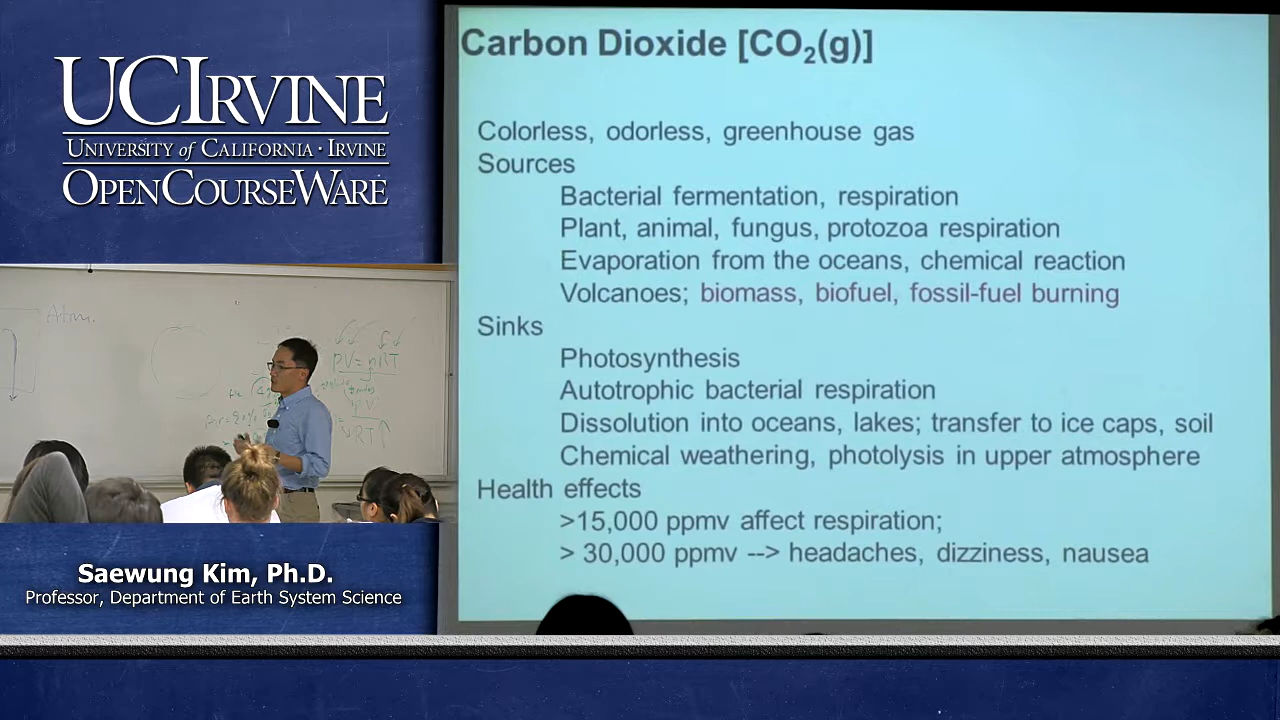 UCIRVINE
UNIVERSITY of CALIFORNIA · IRVINE
OPENCOURSEWARE
Atm.
PV=nRT
Saewung Kim, Ph.D.
Professor, Department of Earth System Science
Carbon Dioxide [CO₂(g)]
Colorless, odorless, greenhouse gas
Sources
Bacterial fermentation, respiration
Plant, animal, fungus, protozoa respiration
Evaporation from the oceans, chemical reaction
Volcanoes; biomass, biofuel, fossil-fuel burning
Sinks
Photosynthesis
Autotrophic bacterial respiration
Dissolution into oceans, lakes; transfer to ice caps, soil
Chemical weathering, photolysis in upper atmosphere
Health effects
>15,000 ppmv affect respiration;
> 30,000 ppmv --> headaches, dizziness, nausea